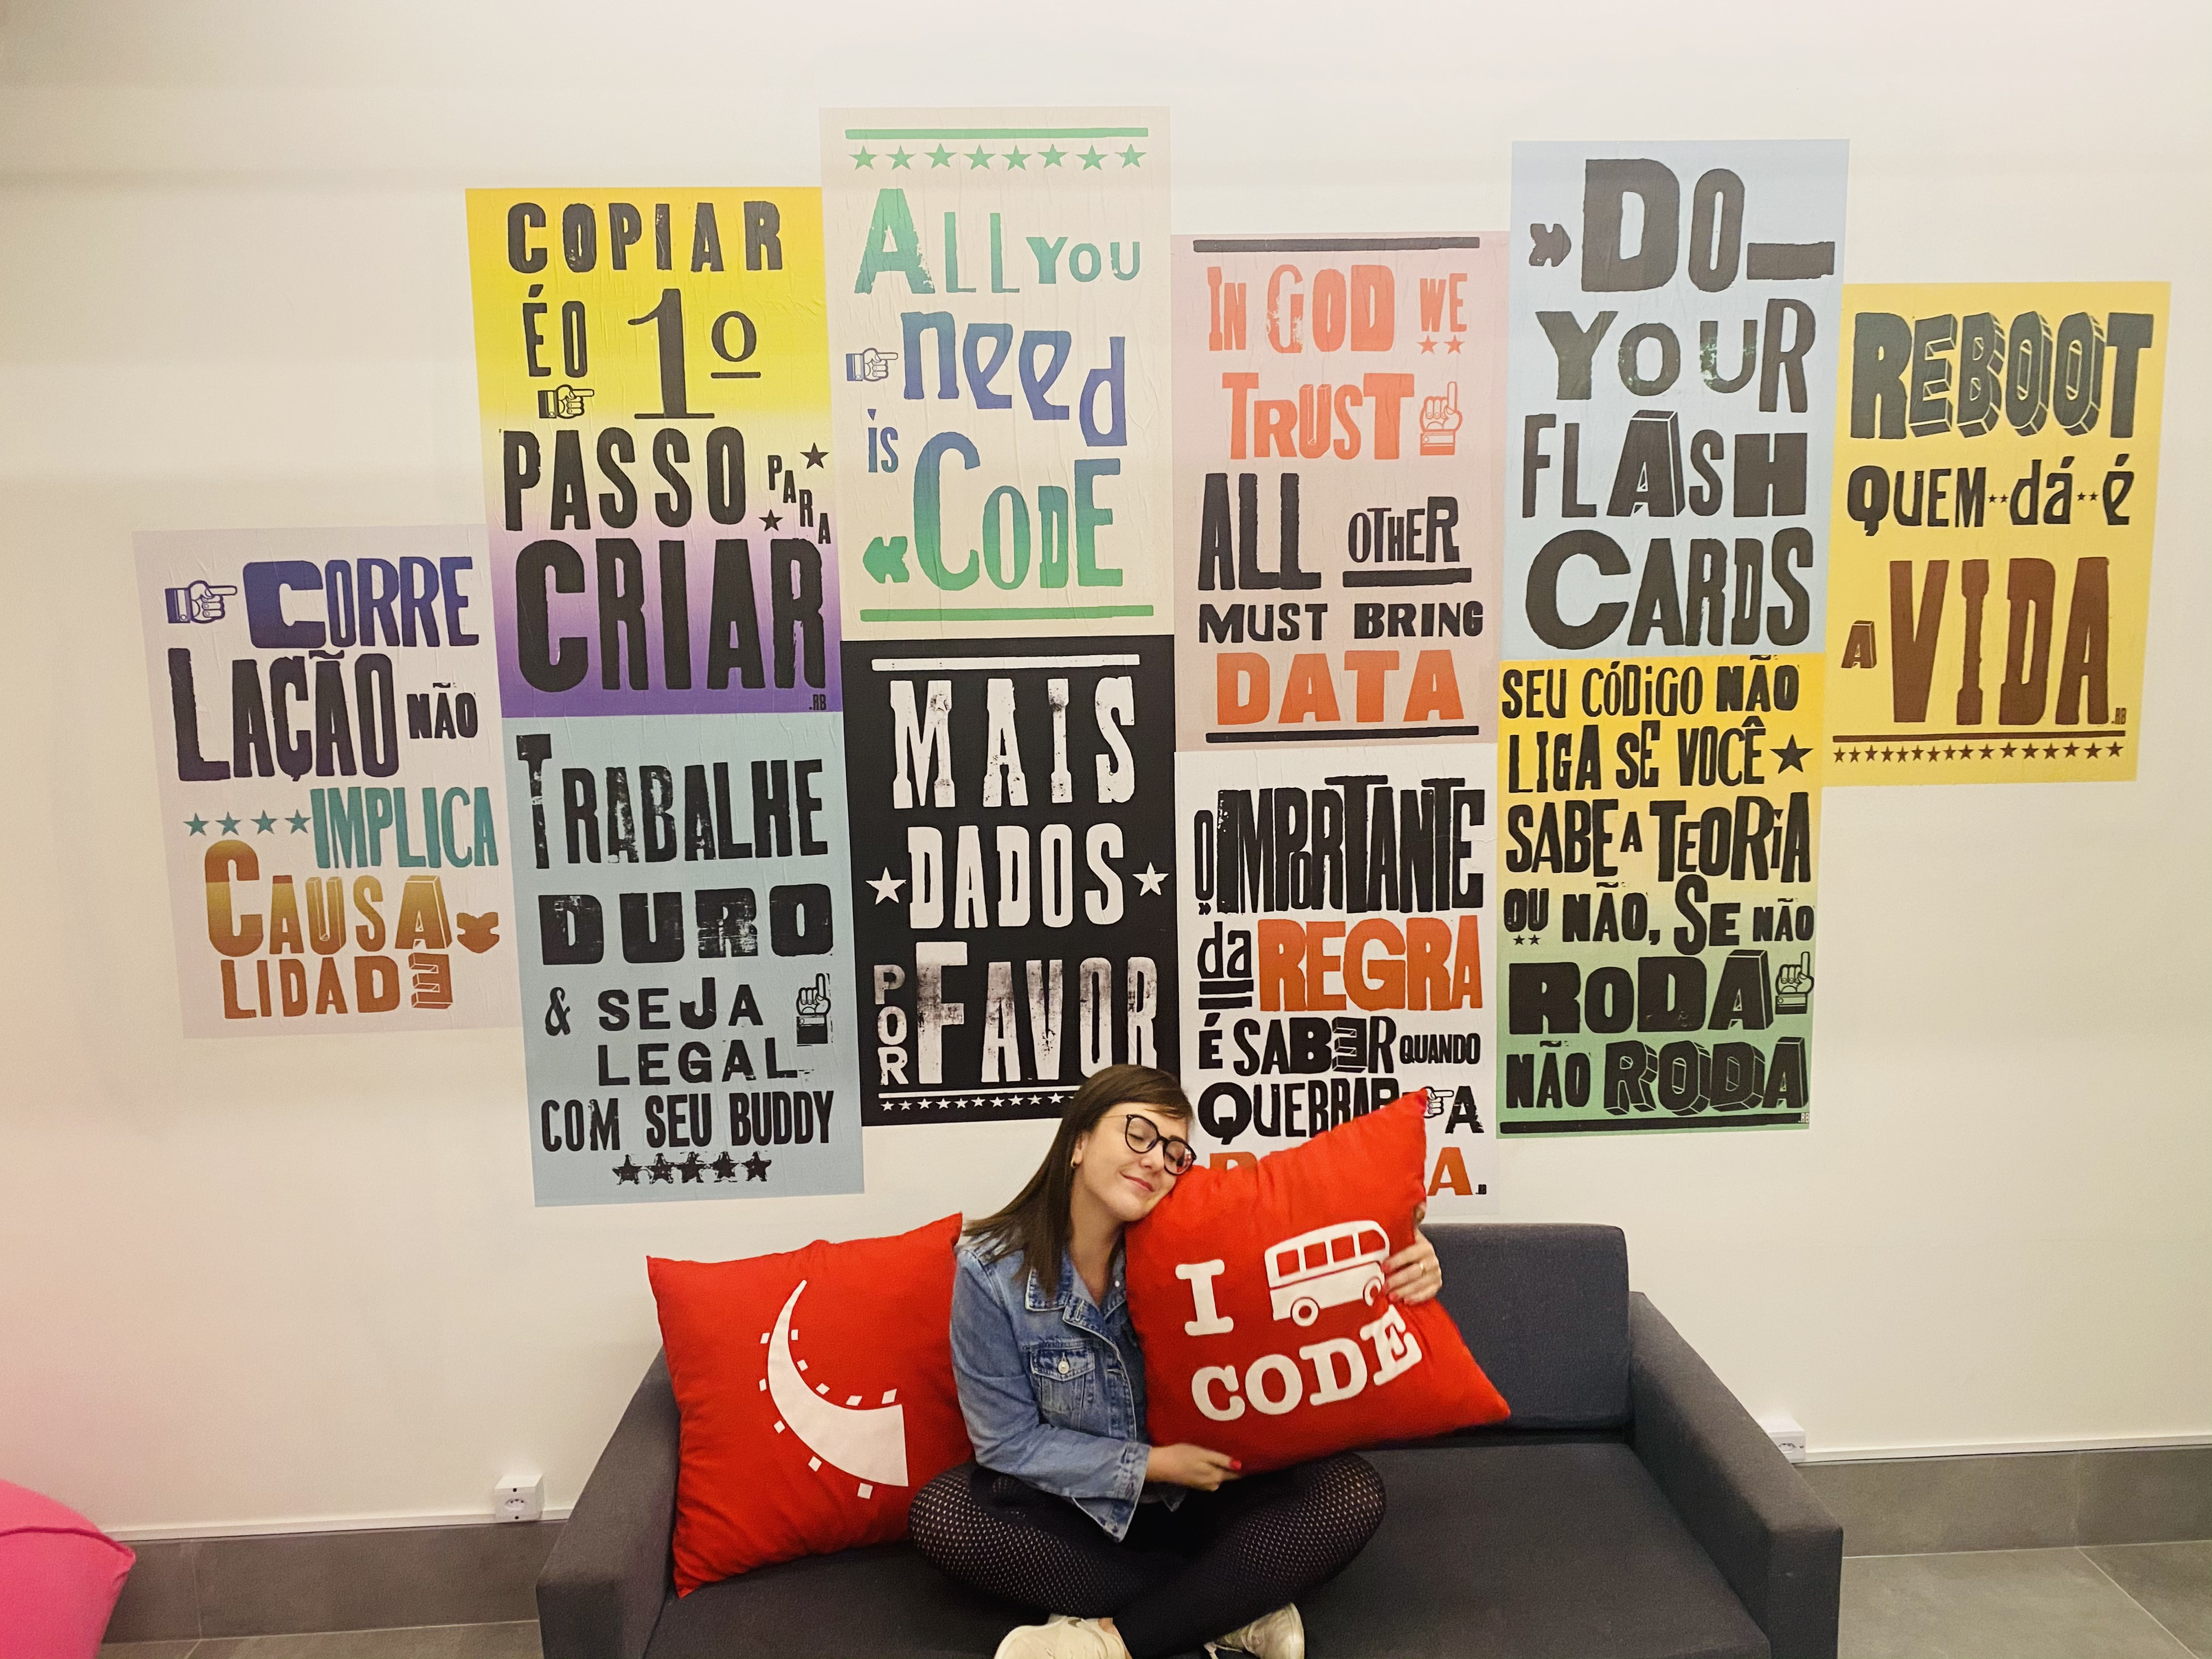 CORRE
LAÇÃO NÃO
IMPLICA
CAUSA
LIDADE
COPIAR
É O 1º
PASSO PARA
CRIAR
.RB
TRABALHE
DURO
& SEJA
LEGAL
COM SEU BUDDY
ALL YOU
need
is CODE
MAIS
DADOS
POR FAVOR
IN GOD WE
TRUST
ALL OTHER
MUST BRING
DATA
O IMPORTANTE
da REGRA
É SABER QUANDO
QUEBRAR A
DO_
YOUR
FLASH
CARDS
SEU CÓDiGO NÃO
LIGA SE VOCÊ
SABE A TEORiA
OU NÃO, SE NÃO
RODA
NÃO RODA
REBOOT
QUEM dá é
A VIDA
.RB
I
CODE